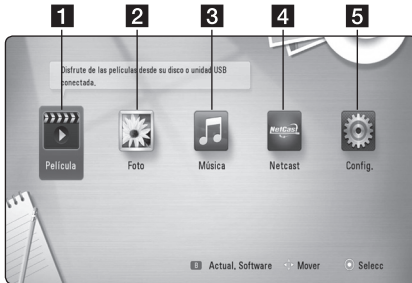 1 2 3 4 5
Disfrute de las películas desde su disco o unidad USB
conectada.
NetCast
Película Foto Música Netcast Config.
Actual. Software Mover Selecc